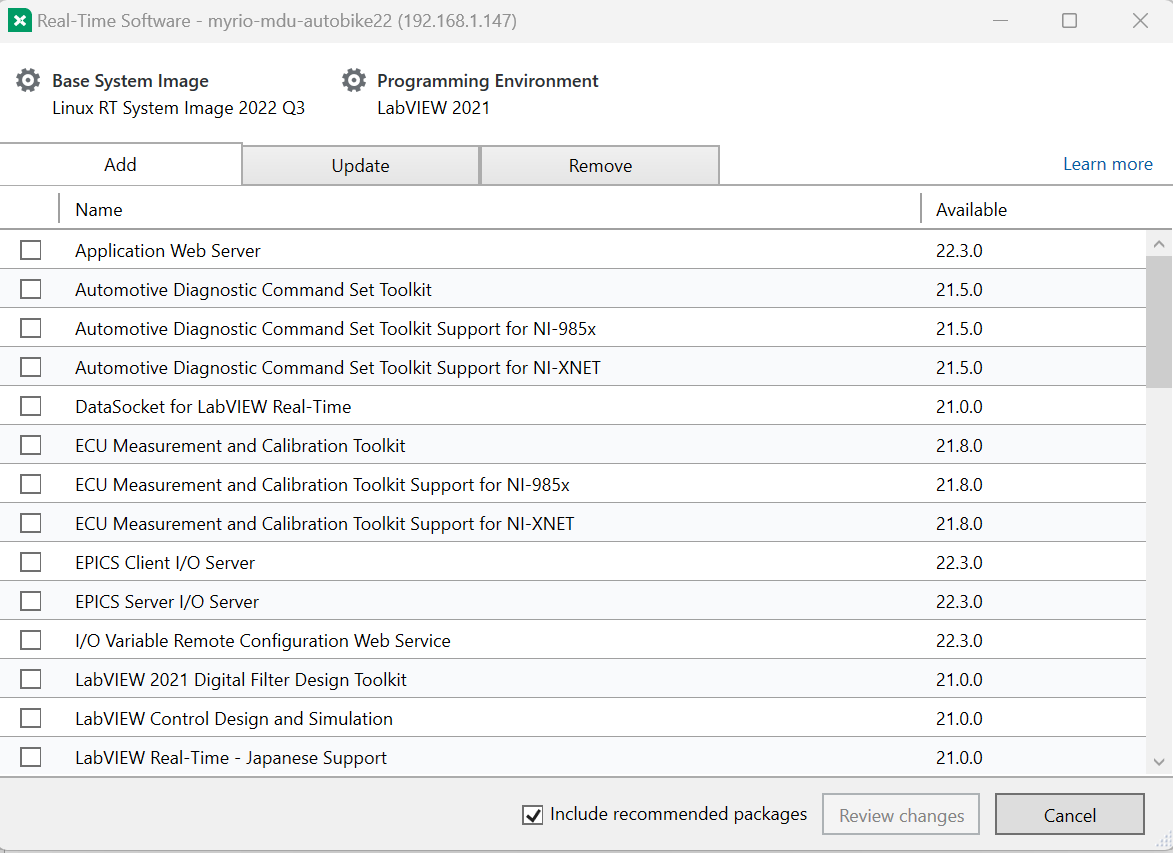 Real-Time Software - myrio-mdu-autobike22 (192.168.1.147)
Base System Image
Linux RT System Image 2022 Q3
Programming Environment
LabVIEW 2021
Add Update Remove Learn more
Name Available
Application Web Server 22.3.0
Automotive Diagnostic Command Set Toolkit 21.5.0
Automotive Diagnostic Command Set Toolkit Support for NI-985x 21.5.0
Automotive Diagnostic Command Set Toolkit Support for NI-XNET 21.5.0
DataSocket for LabVIEW Real-Time 21.0.0
ECU Measurement and Calibration Toolkit 21.8.0
ECU Measurement and Calibration Toolkit Support for NI-985x 21.8.0
ECU Measurement and Calibration Toolkit Support for NI-XNET 21.8.0
EPICS Client I/O Server 22.3.0
EPICS Server I/O Server 22.3.0
I/O Variable Remote Configuration Web Service 22.3.0
LabVIEW 2021 Digital Filter Design Toolkit 21.0.0
LabVIEW Control Design and Simulation 21.0.0
LabVIEW Real-Time - Japanese Support 21.0.0
Include recommended packages Review changes Cancel